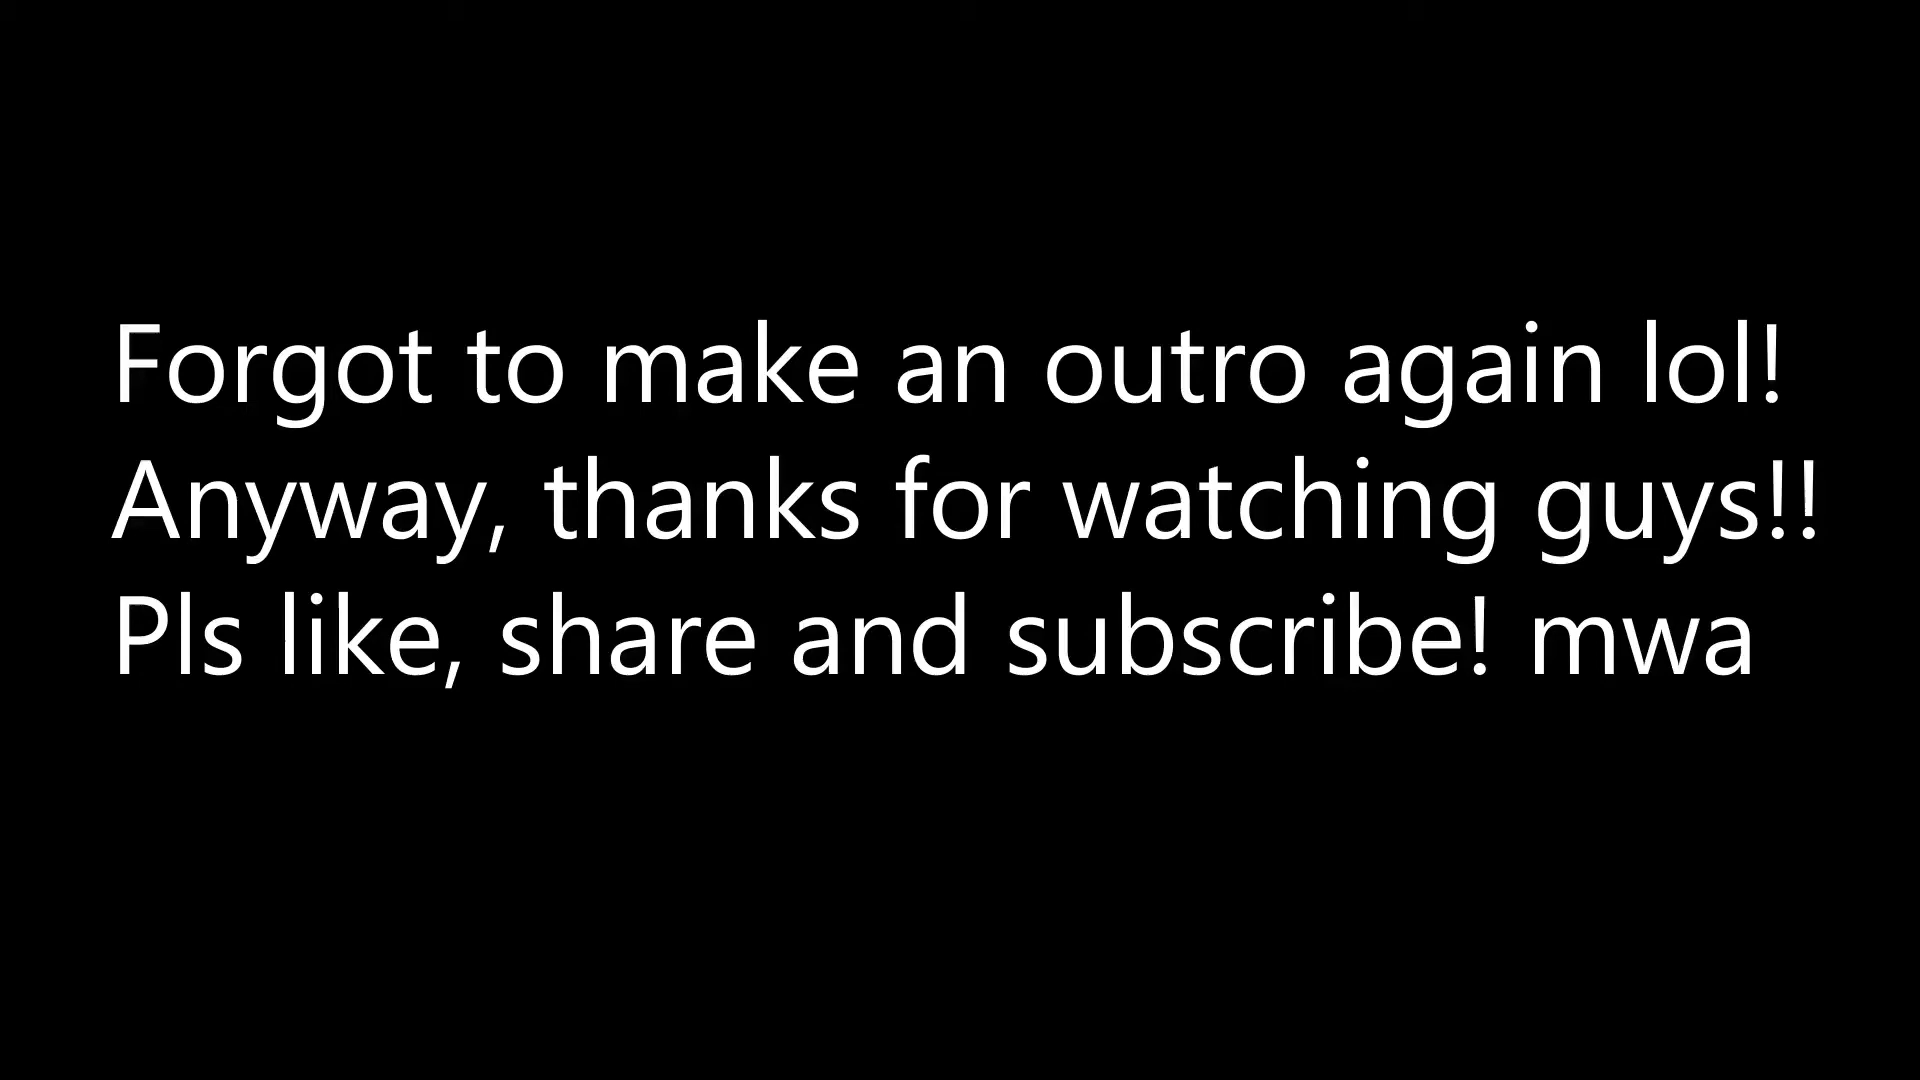 Forgot to make an outro again lol!
Anyway, thanks for watching guys!!
Pls like, share and subscribe! mwa